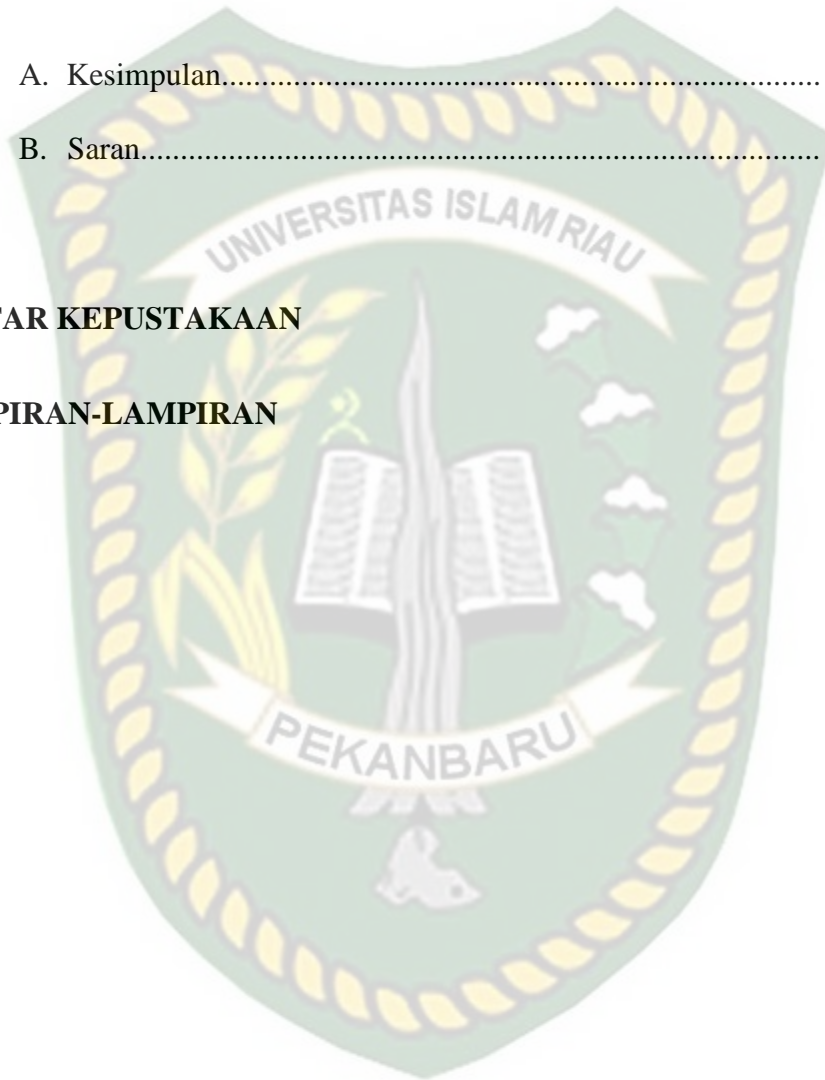 A. Kesimpulan............................................................................................
B. Saran........................................................................................................
UNIVERSITAS ISLAM RIAU
TAR KEPUSTAKAAN
PIRAN-LAMPIRAN
PEKANBARU